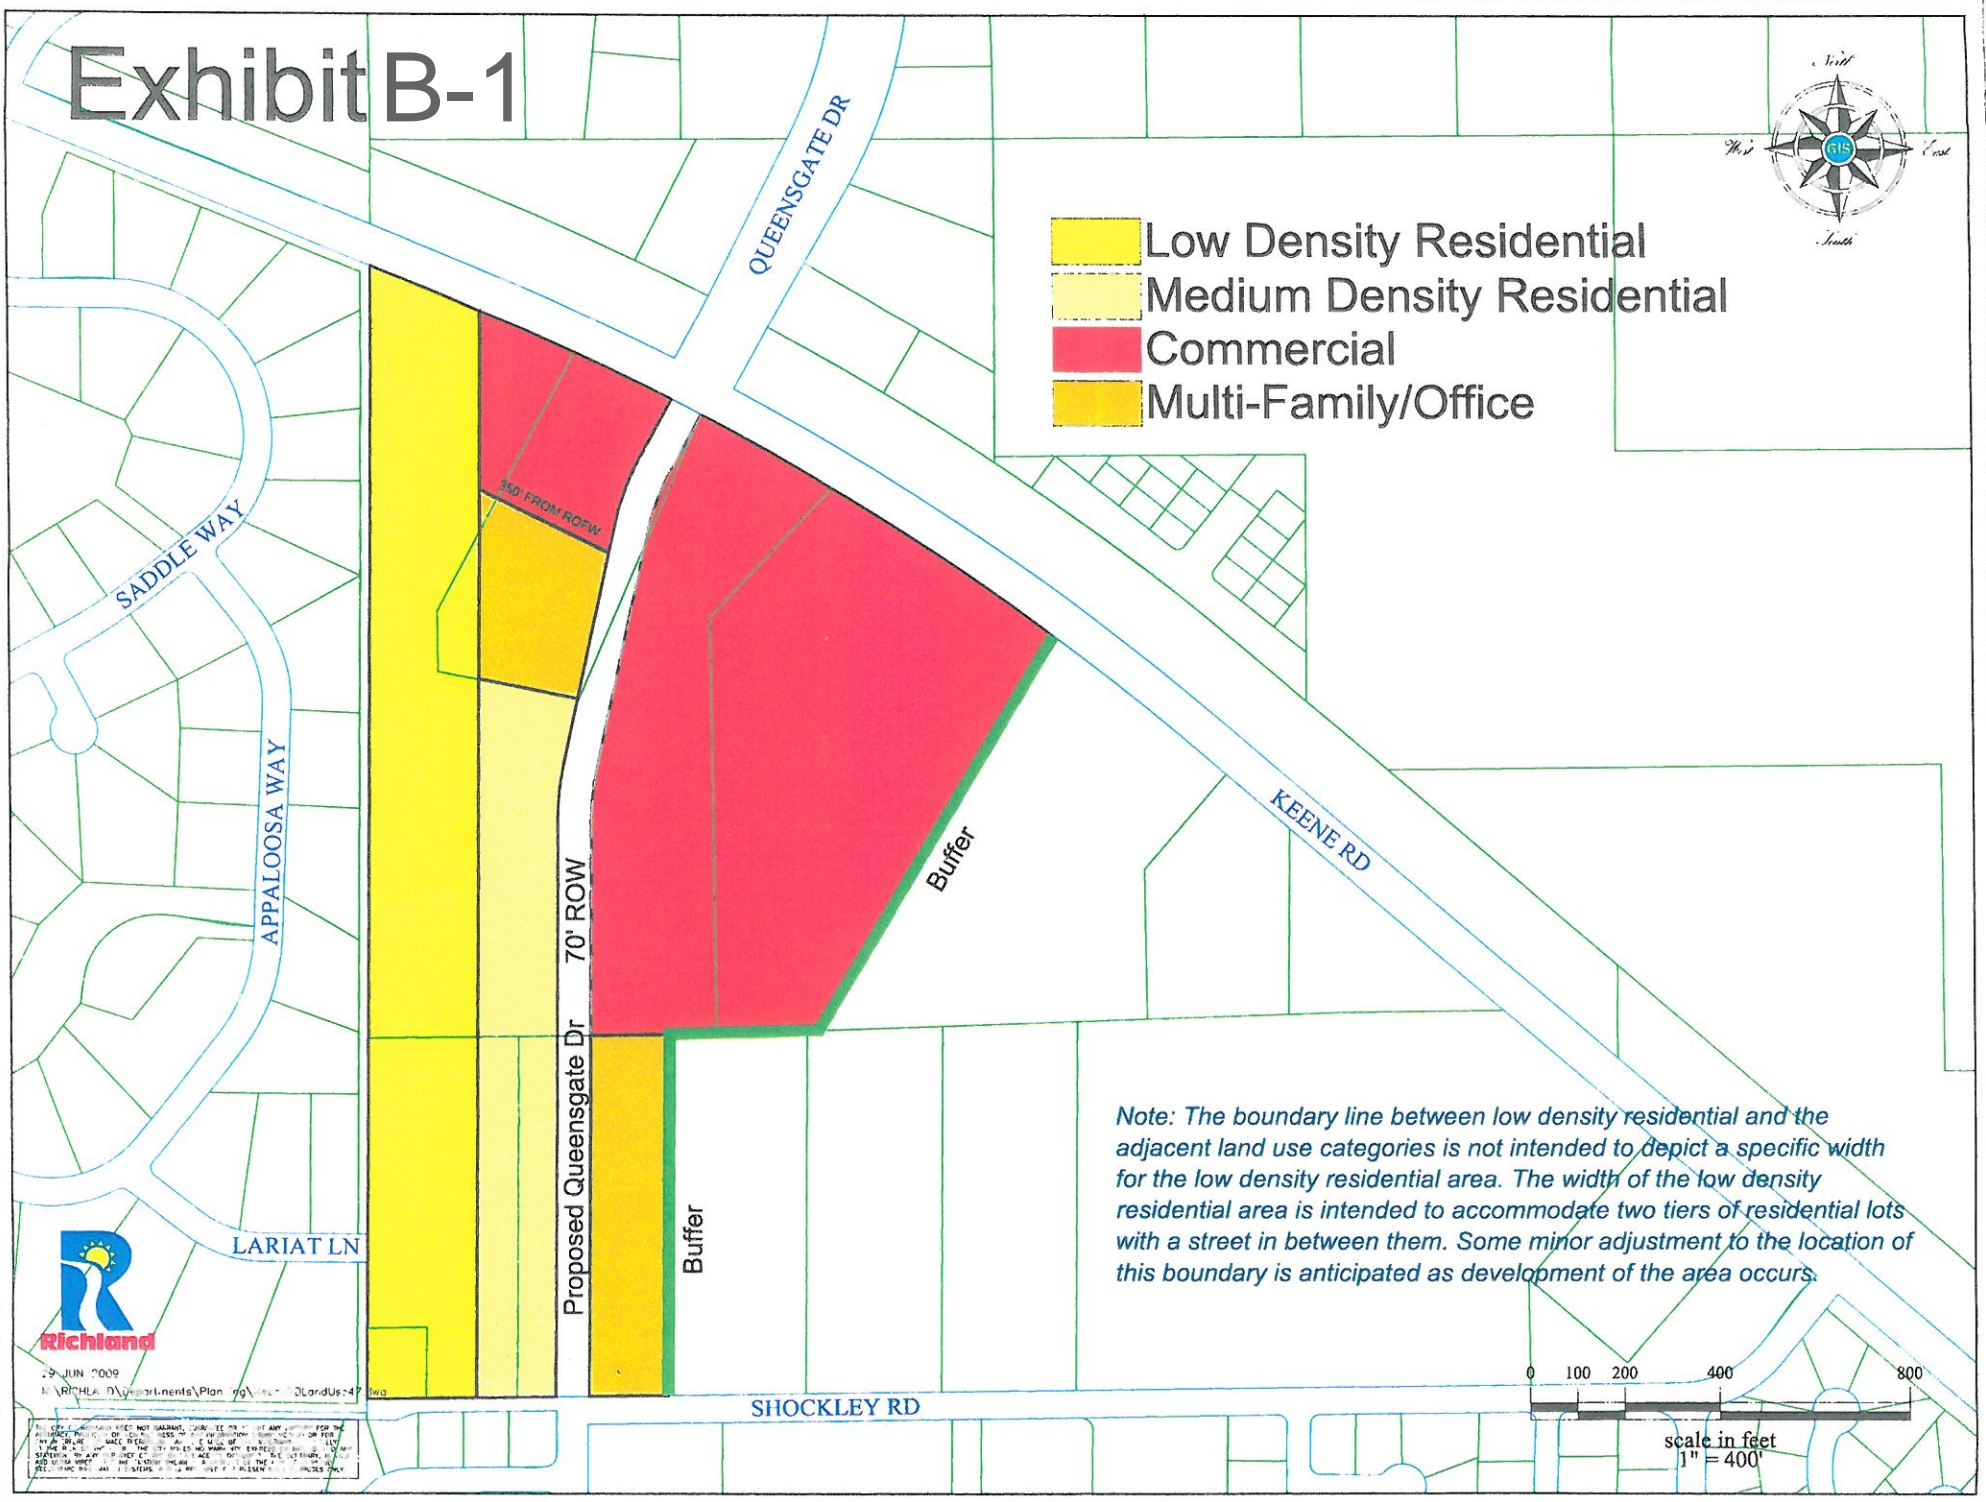 Exhibit B-1
North
West
East
GIS
South
QUEENSGATE DR
Low Density Residential
Medium Density Residential
Commercial
Multi-Family/Office
350' FROM ROFW
SADDLE WAY
APPALOOSA WAY
KEENE RD
Buffer
Proposed Queensgate Dr 70' ROW
Buffer
Note: The boundary line between low density residential and the
adjacent land use categories is not intended to depict a specific width
for the low density residential area. The width of the low density
residential area is intended to accommodate two tiers of residential lots
with a street in between them. Some minor adjustment to the location of
this boundary is anticipated as development of the area occurs.
LARIAT LN
Richland
29 JUN 2009
SHOCKLEY RD
0 100 200 400 800
scale in feet
1" = 400'